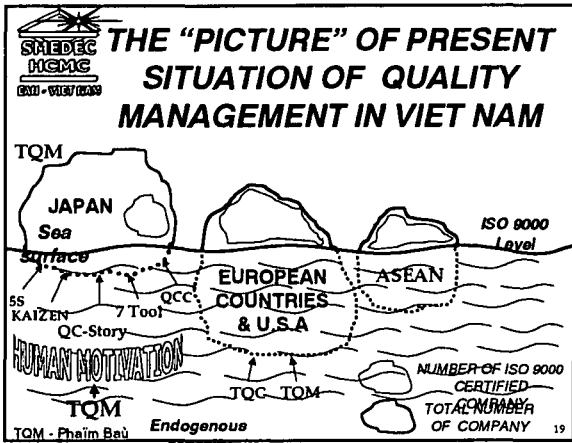 SMEDEC
HCMC
THE “PICTURE” OF PRESENT
SITUATION OF QUALITY
MANAGEMENT IN VIET NAM
TQM
JAPAN
Sea
surface
ISO 9000
Level
EUROPEAN
COUNTRIES
& U.S.A
ASEAN
5S
KAIZEN
7 Tool
QCC
QC-Story
HUMAN MOTIVATION
TQM
TQC TQM
NUMBER OF ISO 9000
CERTIFIED
COMPANY
TOTAL NUMBER
OF COMPANY
TQM - Phaïm Baù
Endogenous
19